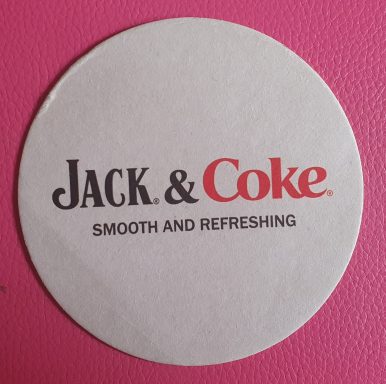 JACK® & Coke®
SMOOTH AND REFRESHING